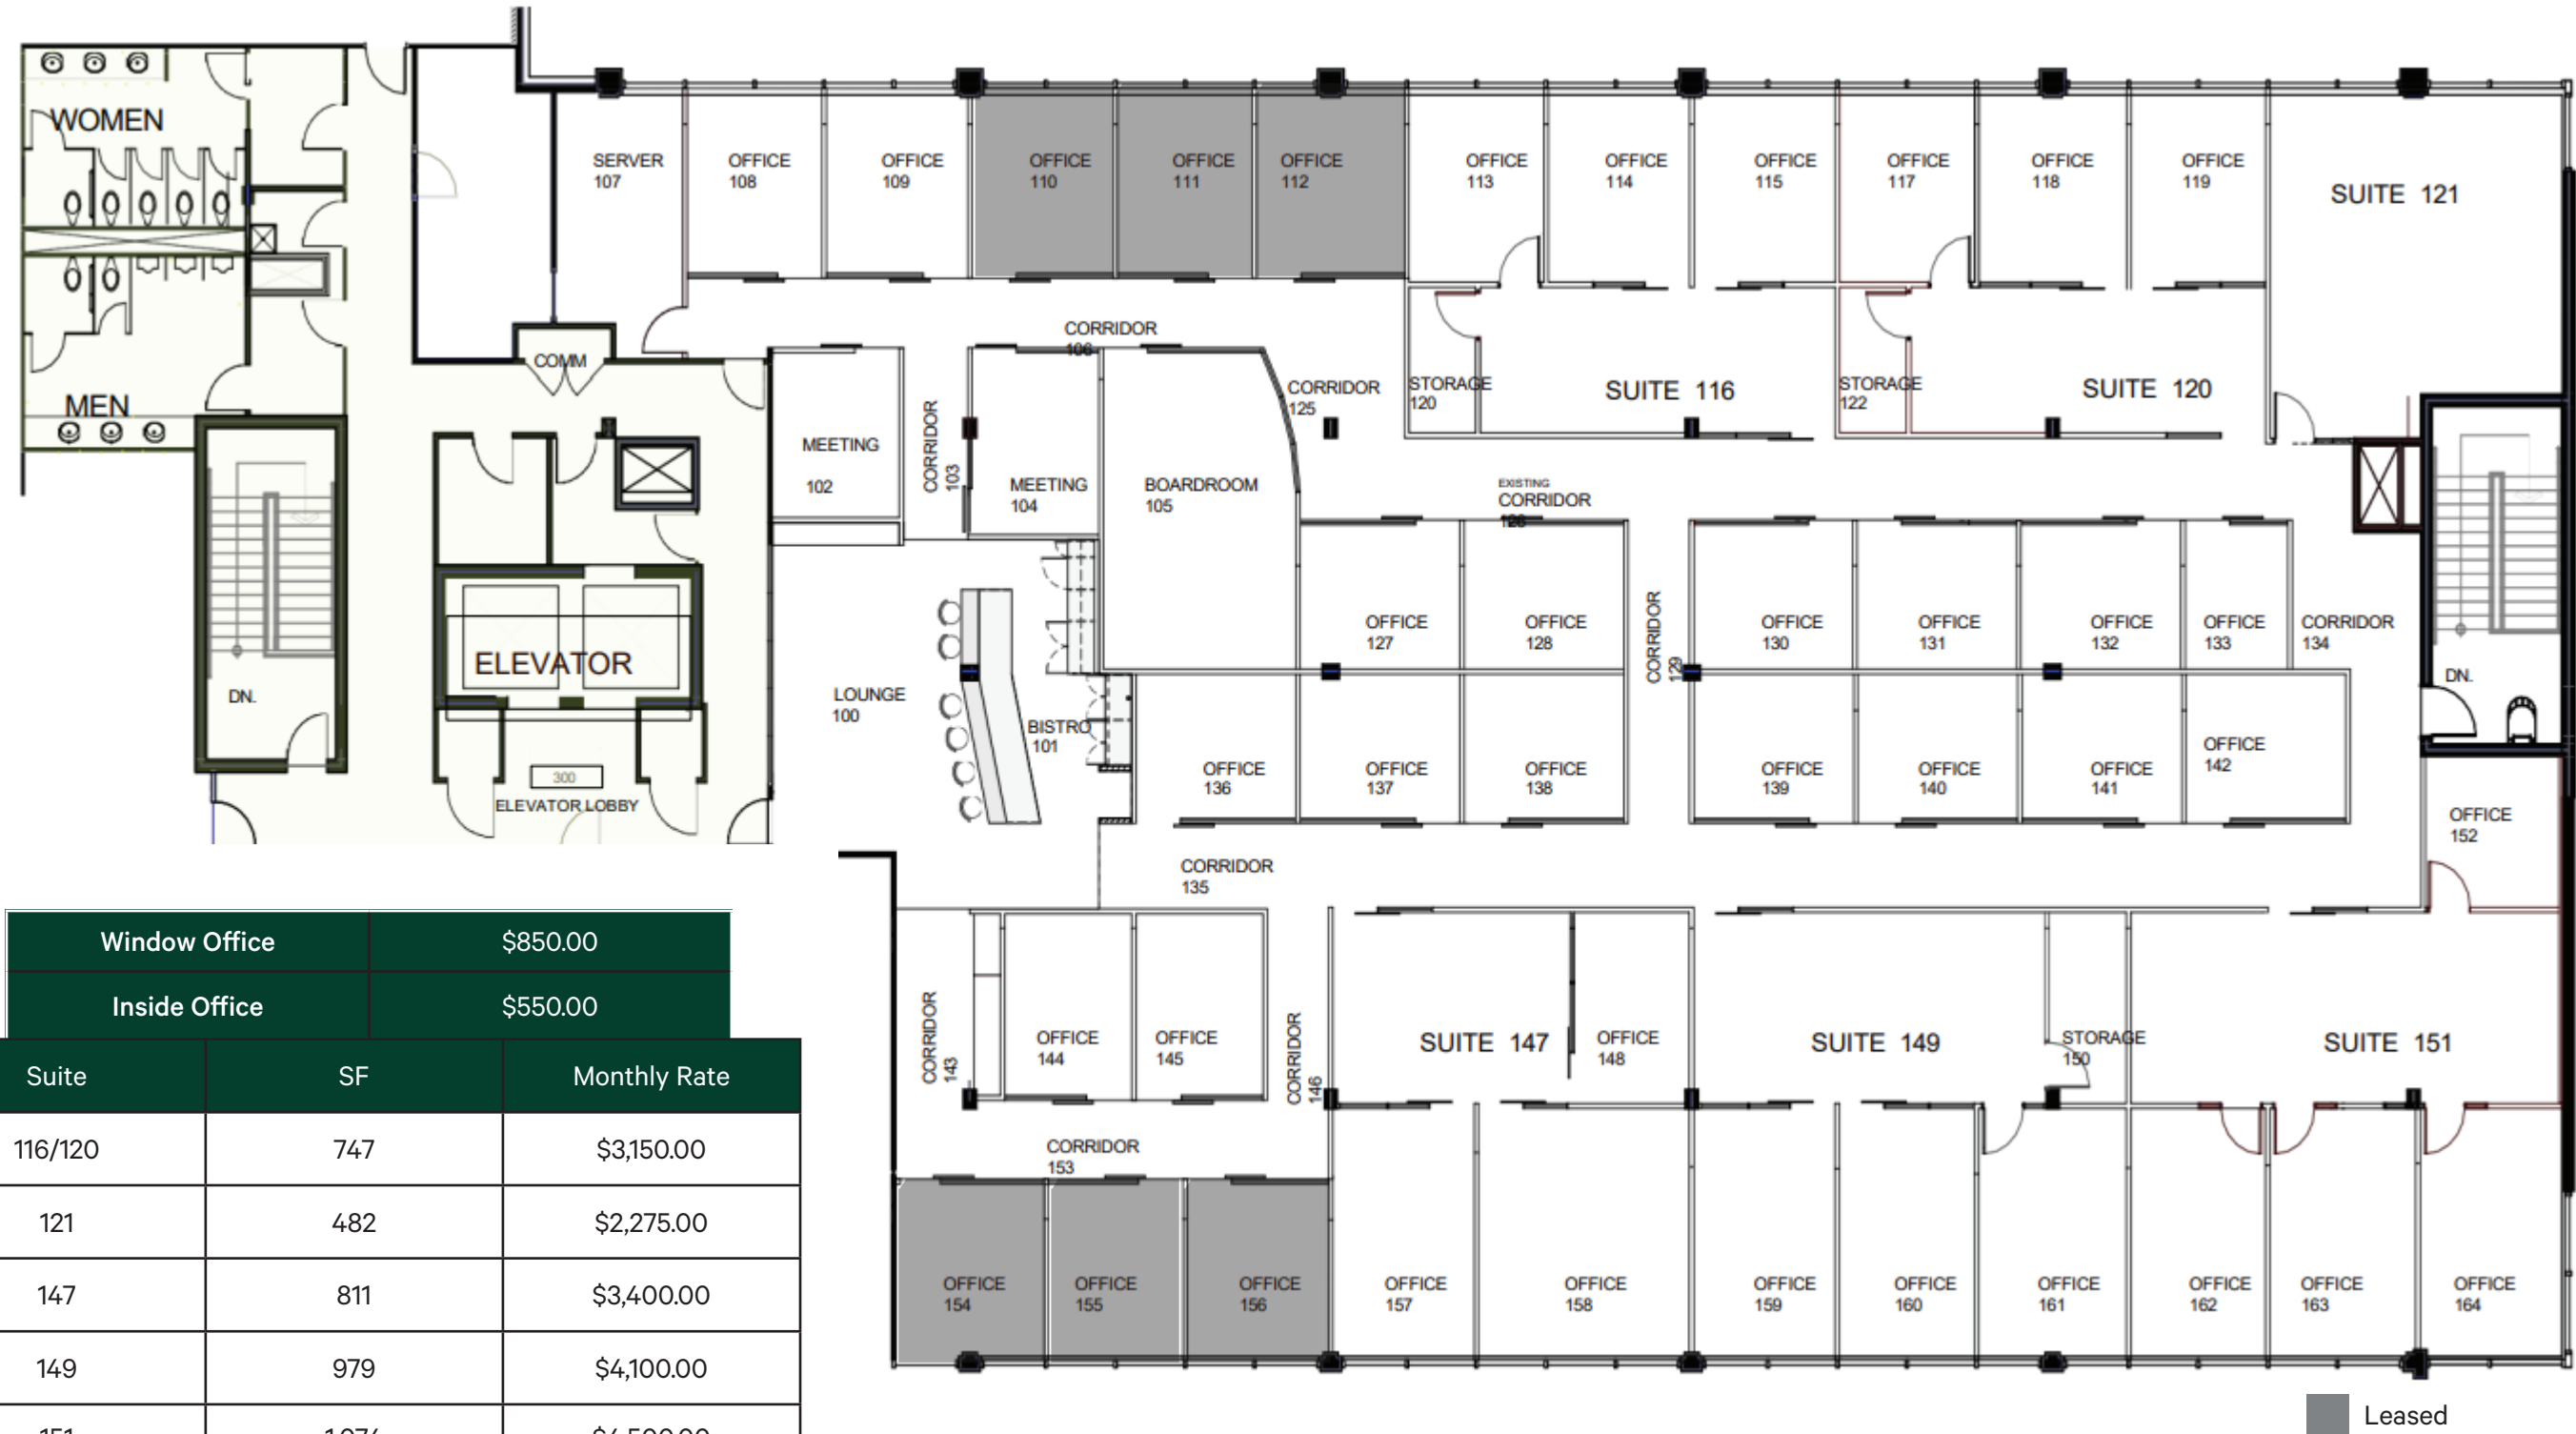 WOMEN
MEN
DN.
COMM
ELEVATOR
300
ELEVATOR LOBBY
SERVER
107
OFFICE
108
OFFICE
109
OFFICE
110
OFFICE
111
OFFICE
112
OFFICE
113
OFFICE
114
OFFICE
115
OFFICE
117
OFFICE
118
OFFICE
119
SUITE 121
CORRIDOR
106
MEETING
102
CORRIDOR
103
MEETING
104
BOARDROOM
105
CORRIDOR
125
STORAGE
120
SUITE 116
STORAGE
122
SUITE 120
EXISTING
CORRIDOR
OFFICE
127
OFFICE
128
CORRIDOR
129
OFFICE
130
OFFICE
131
OFFICE
132
OFFICE
133
CORRIDOR
134
DN.
LOUNGE
100
BISTRO
101
OFFICE
136
OFFICE
137
OFFICE
138
OFFICE
139
OFFICE
140
OFFICE
141
OFFICE
142
OFFICE
152
CORRIDOR
135
CORRIDOR
143
OFFICE
144
OFFICE
145
CORRIDOR
146
SUITE 147
OFFICE
148
SUITE 149
STORAGE
150
SUITE 151
CORRIDOR
153
OFFICE
154
OFFICE
155
OFFICE
156
OFFICE
157
OFFICE
158
OFFICE
159
OFFICE
160
OFFICE
161
OFFICE
162
OFFICE
163
OFFICE
164
Leased
Window Office $850.00
Inside Office $550.00
Suite SF Monthly Rate
116/120 747 $3,150.00
121 482 $2,275.00
147 811 $3,400.00
149 979 $4,100.00